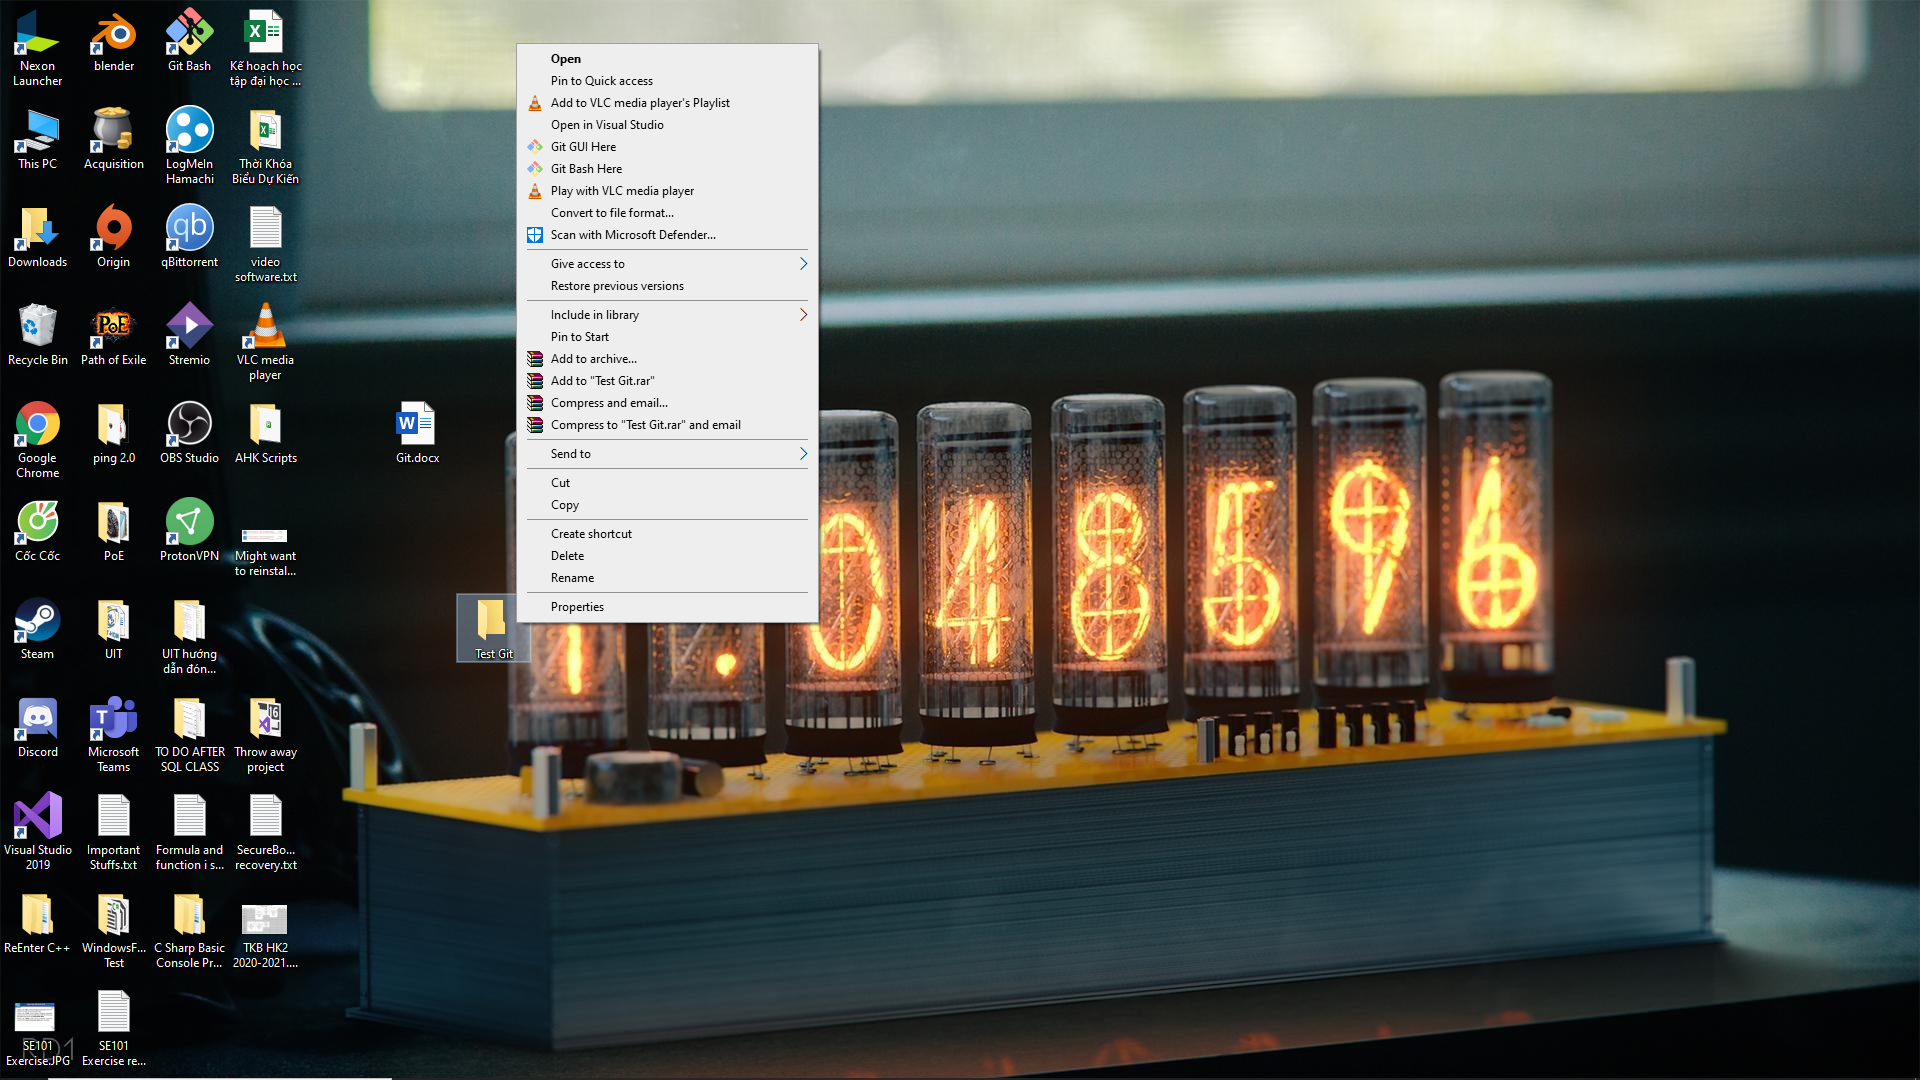 Nexon
Launcher
blender
Git Bash
Kế hoạch học
tập đại học ...
This PC
Acquisition
LogMeIn
Hamachi
Thời Khóa
Biểu Dự Kiến
Downloads
Origin
qBittorrent
video
software.txt
Recycle Bin
Path of Exile
Stremio
VLC media
player
Google
Chrome
ping 2.0
OBS Studio
AHK Scripts
Git.docx
Cốc Cốc
PoE
ProtonVPN
Might want
to reinstal...
Steam
UIT
UIT hướng
dẫn đón...
Test Git
Discord
Microsoft
Teams
TO DO AFTER
SQL CLASS
Throw away
project
Visual Studio
2019
Important
Stuffs.txt
Formula and
function i s...
SecureBo...
recovery.txt
ReEnter C++
WindowsF...
Test
C Sharp Basic
Console Pr...
TKB HK2
2020-2021....
SE101
Exercise.JPG
SE101
Exercise re...
RD1
Open
Pin to Quick access
Add to VLC media player's Playlist
Open in Visual Studio
Git GUI Here
Git Bash Here
Play with VLC media player
Convert to file format...
Scan with Microsoft Defender...
Give access to
Restore previous versions
Include in library
Pin to Start
Add to archive...
Add to "Test Git.rar"
Compress and email...
Compress to "Test Git.rar" and email
Send to
Cut
Copy
Create shortcut
Delete
Rename
Properties
1.048596